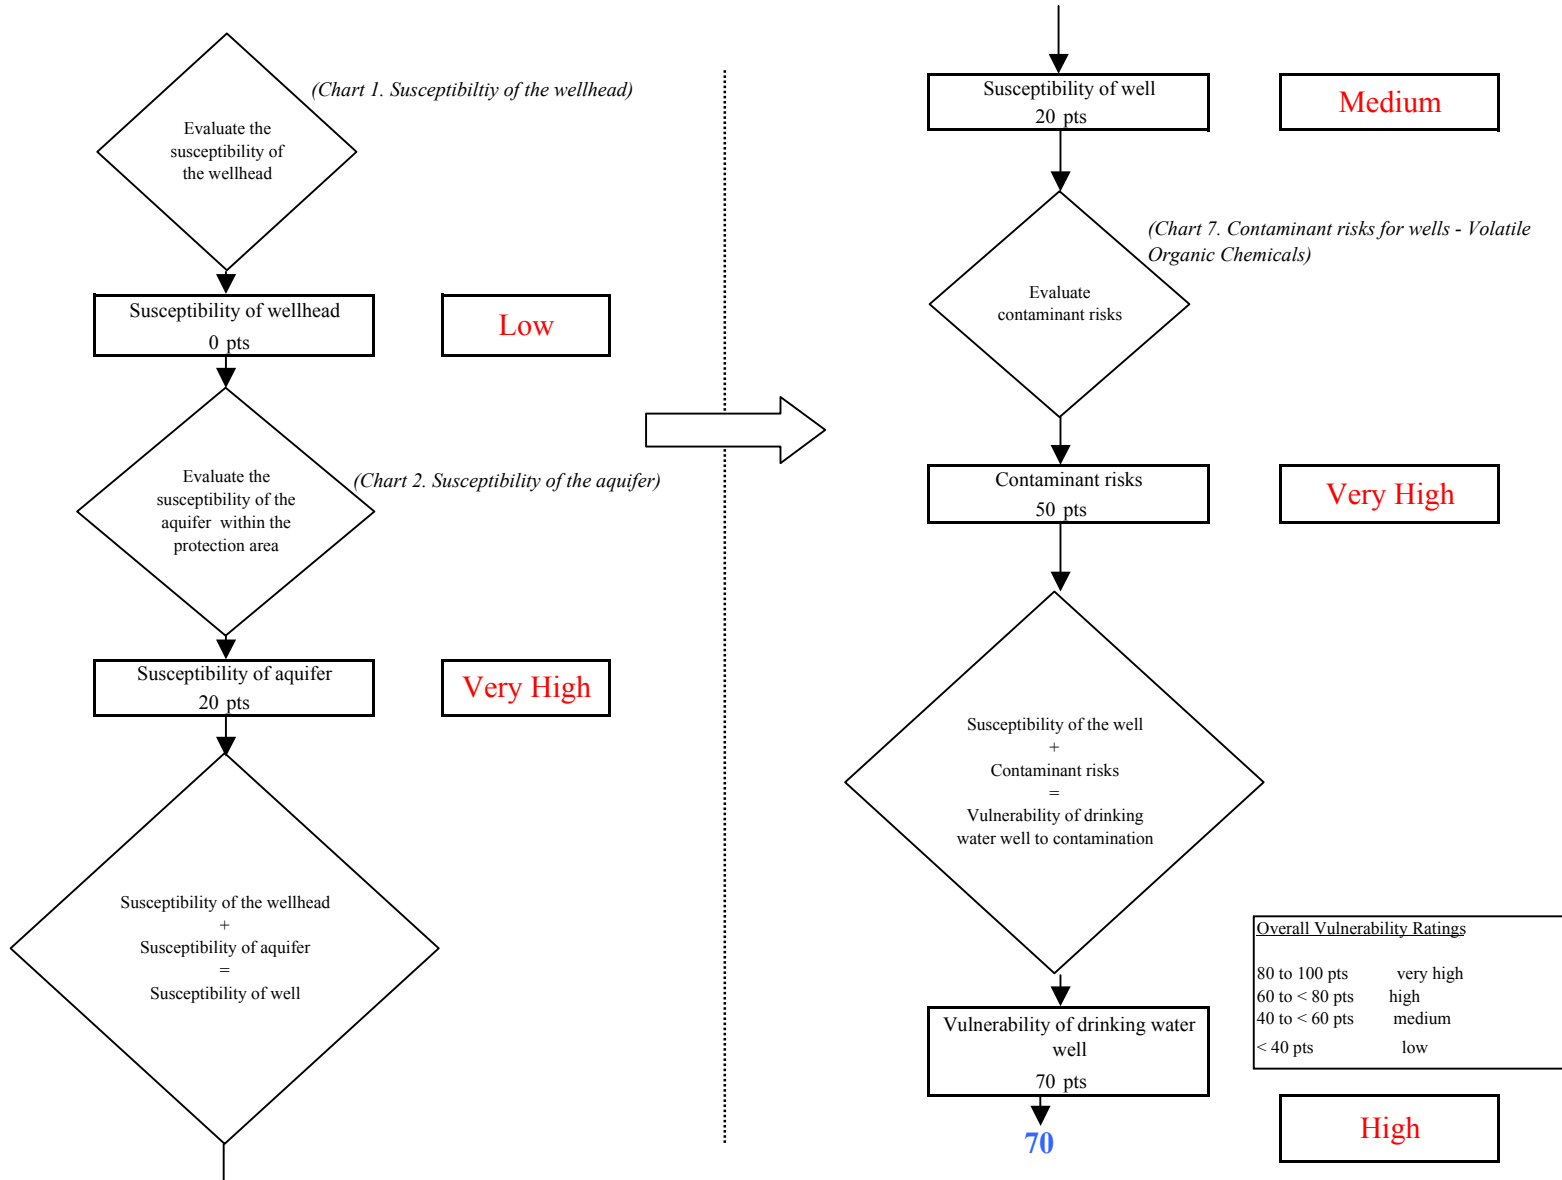 (Chart 1. Susceptibiltiy of the wellhead)
Evaluate the
susceptibility of
the wellhead
Susceptibility of wellhead
0 pts
Low
Evaluate the
susceptibility of the
aquifer within the
protection area
(Chart 2. Susceptibility of the aquifer)
Susceptibility of aquifer
20 pts
Very High
Susceptibility of the wellhead
+
Susceptibility of aquifer
=
Susceptibility of well
Susceptibility of well
20 pts
Medium
(Chart 7. Contaminant risks for wells - Volatile
Organic Chemicals)
Evaluate
contaminant risks
Contaminant risks
50 pts
Very High
Susceptibility of the well
+
Contaminant risks
=
Vulnerability of drinking
water well to contamination
Overall Vulnerability Ratings
80 to 100 pts very high
60 to < 80 pts high
40 to < 60 pts medium
< 40 pts low
Vulnerability of drinking water
well
70 pts
70
High